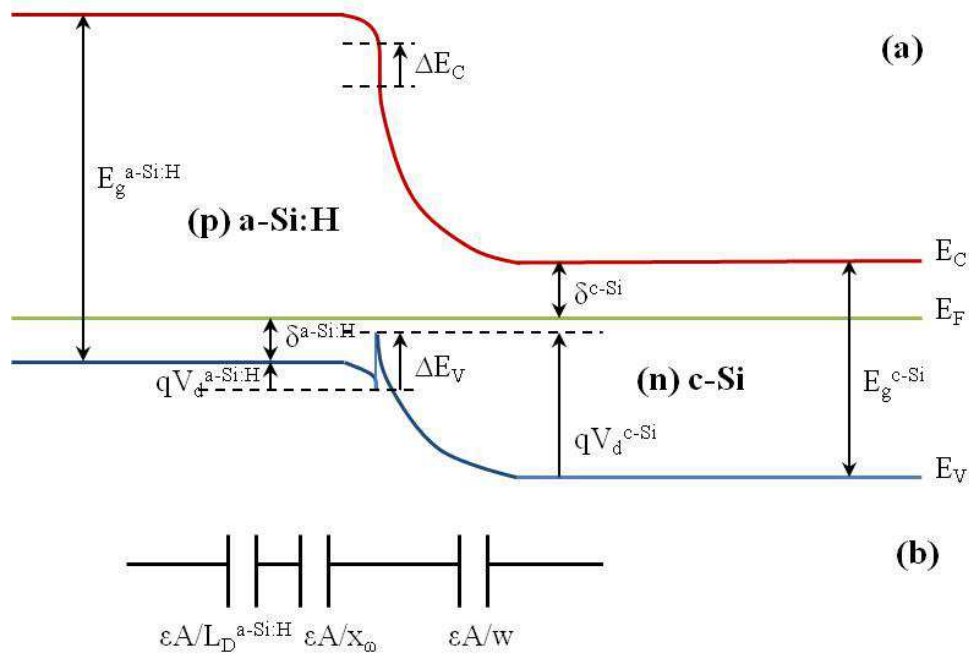 (a)
ΔE_C
E_g^a-Si:H
(p) a-Si:H
E_C
δ^c-Si
E_F
δ^a-Si:H
ΔE_V
qV_d^a-Si:H
(n) c-Si
E_g^c-Si
qV_d^c-Si
E_V
(b)
εA/L_D^a-Si:H εA/x_ω εA/w